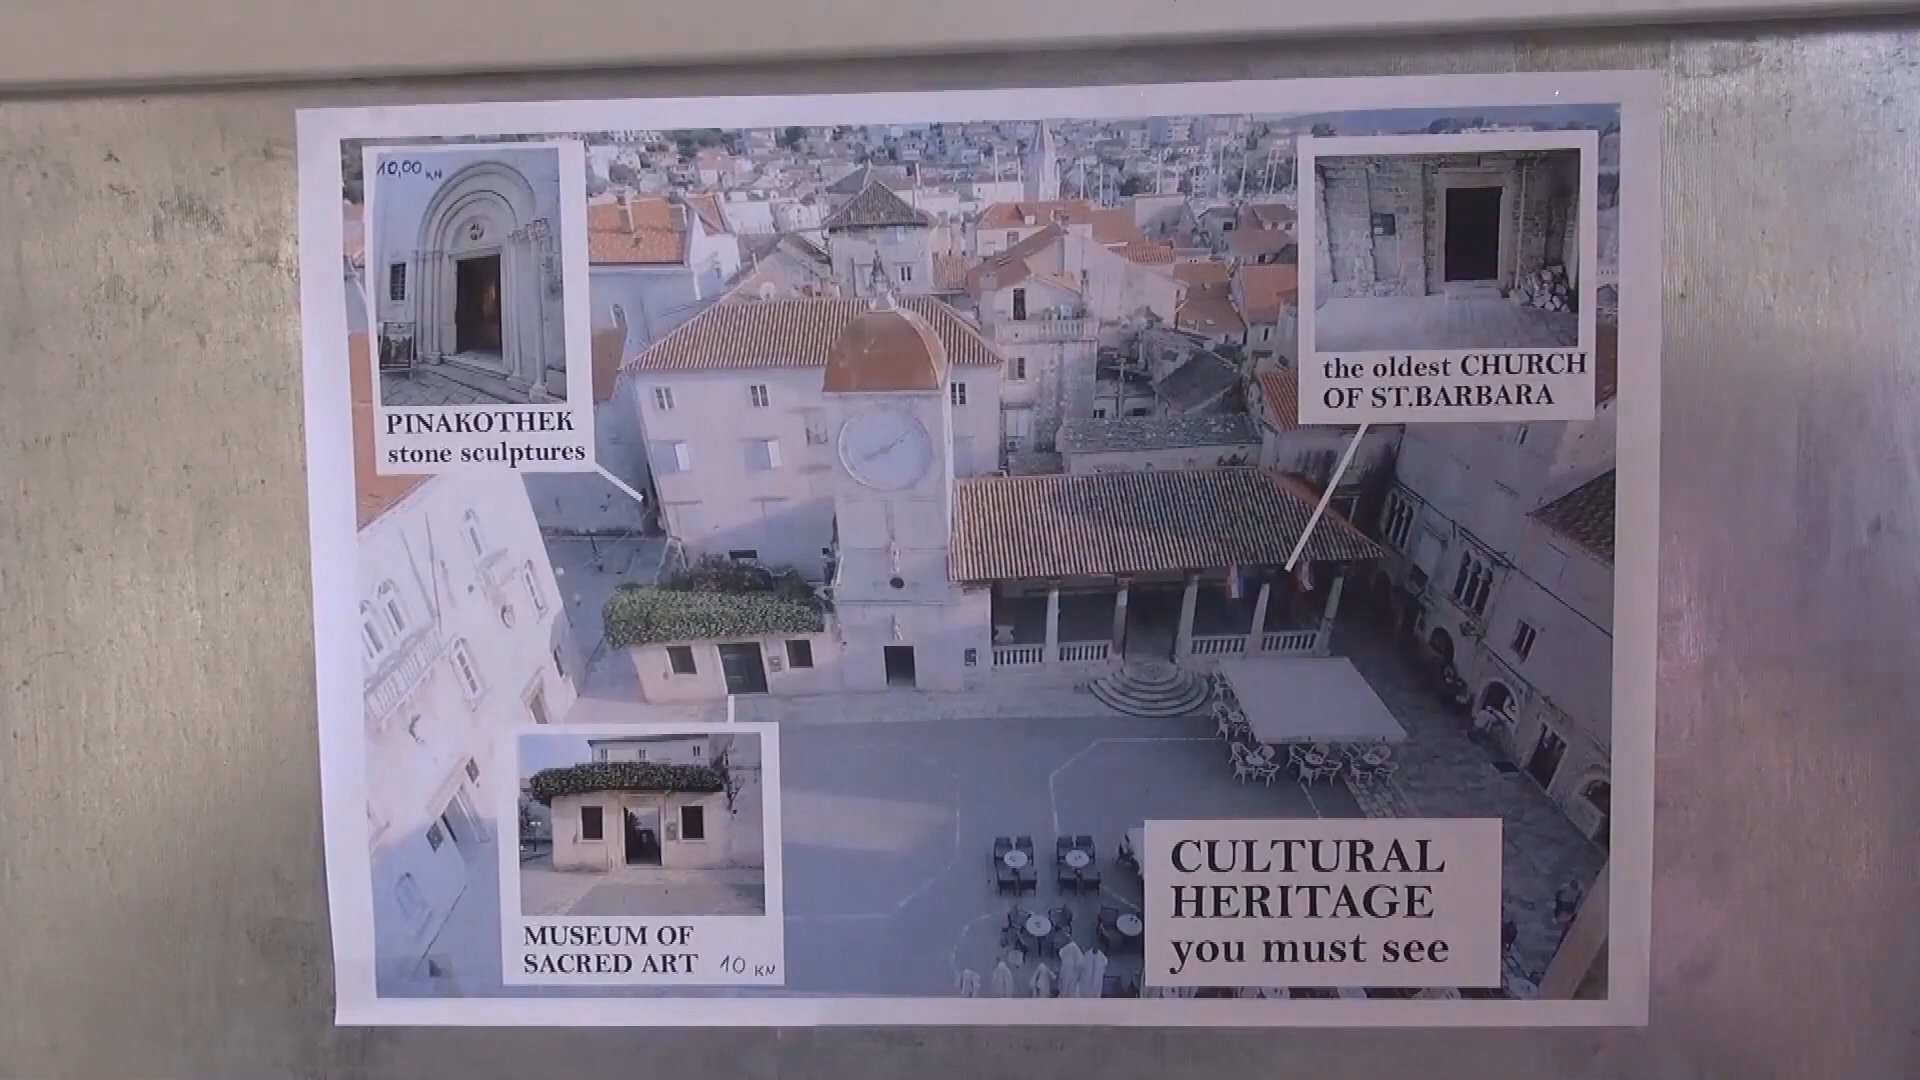 10,00 KN
PINAKOTHEK
stone sculptures
the oldest CHURCH
OF ST.BARBARA
MUSEUM OF
SACRED ART 10 KN
CULTURAL
HERITAGE
you must see